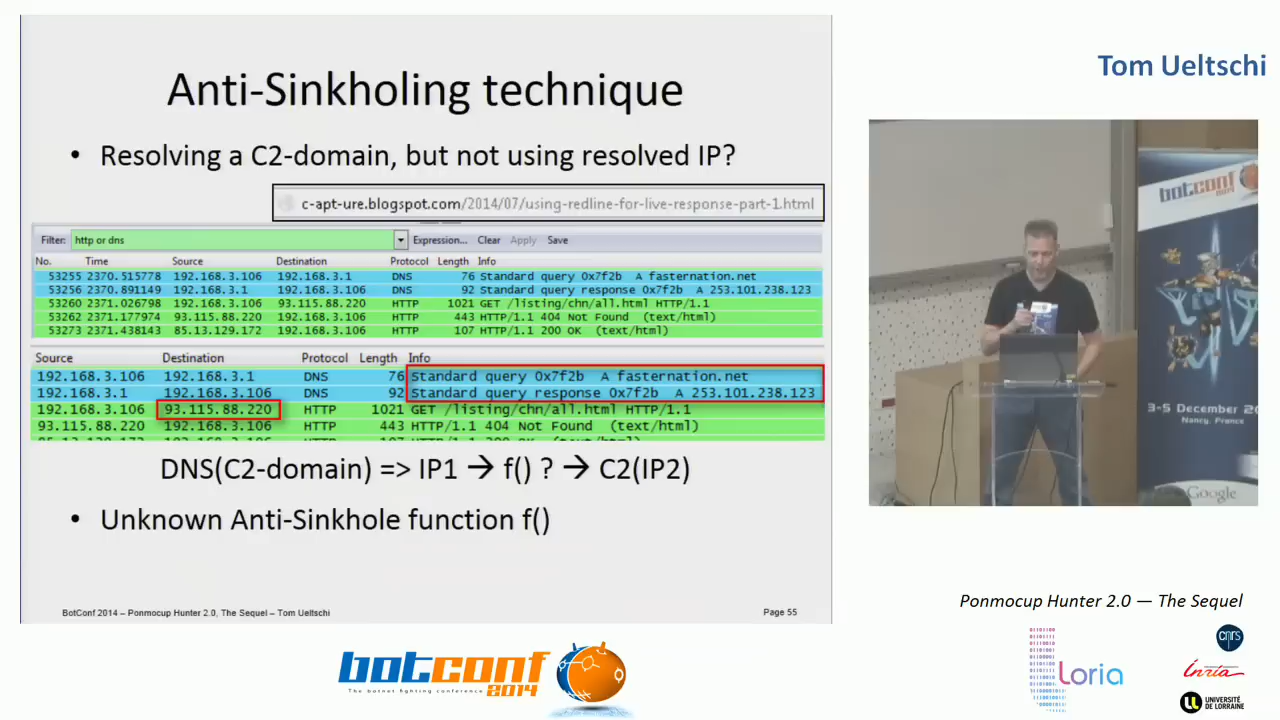 Anti-Sinkholing technique
Tom Ueltschi
• Resolving a C2-domain, but not using resolved IP?
c-apt-ure.blogspot.com/2014/07/using-redline-for-live-response-part-1.html
Filter: http or dns Expression... Clear Apply Save
No. Time Source Destination Protocol Length Info
53255 2370.515778 192.168.3.106 192.168.3.1 DNS 76 Standard query 0x7f2b A fasternation.net
53256 2370.891149 192.168.3.1 192.168.3.106 DNS 92 Standard query response 0x7f2b A 253.101.238.123
53260 2371.026798 192.168.3.106 93.115.88.220 HTTP 1021 GET /listing/chn/all.html HTTP/1.1
53262 2371.177974 93.115.88.220 192.168.3.106 HTTP 443 HTTP/1.1 404 Not Found (text/html)
53273 2371.438143 85.13.129.172 192.168.3.106 HTTP 107 HTTP/1.1 200 OK (text/html)
Source Destination Protocol Length Info
192.168.3.106 192.168.3.1 DNS 76 Standard query 0x7f2b A fasternation.net
192.168.3.1 192.168.3.106 DNS 92 Standard query response 0x7f2b A 253.101.238.123
192.168.3.106 93.115.88.220 HTTP 1021 GET /listing/chn/all.html HTTP/1.1
93.115.88.220 192.168.3.106 HTTP 443 HTTP/1.1 404 Not Found (text/html)
DNS(C2-domain) => IP1 → f() ? → C2(IP2)
• Unknown Anti-Sinkhole function f()
BotConf 2014 – Ponmocup Hunter 2.0, The Sequel – Tom Ueltschi
Page 55
botconf
2014
3-5 December 20
Nancy, France
Google
Ponmocup Hunter 2.0 — The Sequel
botconf
The botnet fighting conference 2014
Loria
cnrs
Inria
UNIVERSITÉ
DE LORRAINE